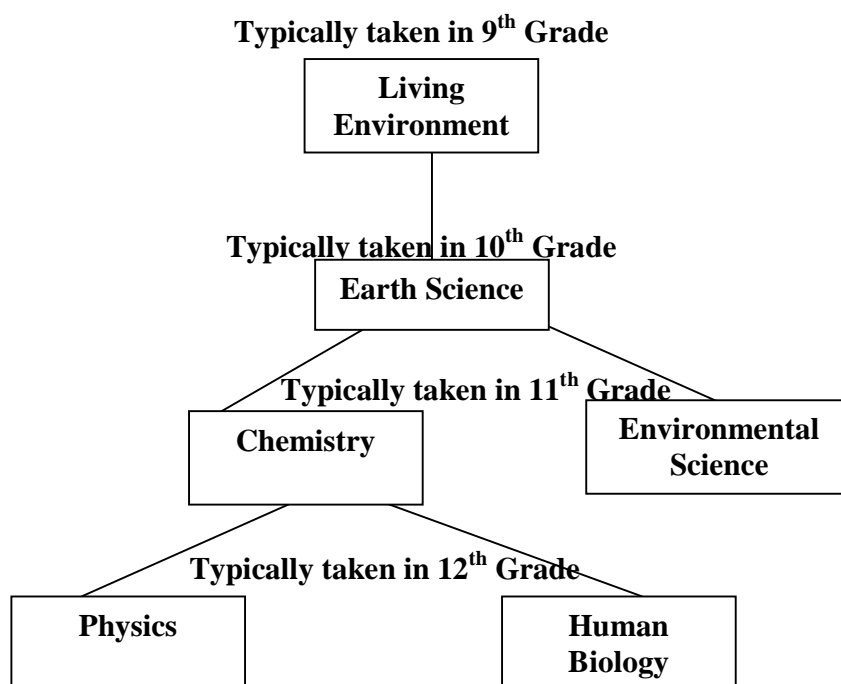 Typically taken in 9th Grade
Living
Environment
Typically taken in 10th Grade
Earth Science
Typically taken in 11th Grade
Chemistry
Environmental
Science
Typically taken in 12th Grade
Physics
Human
Biology